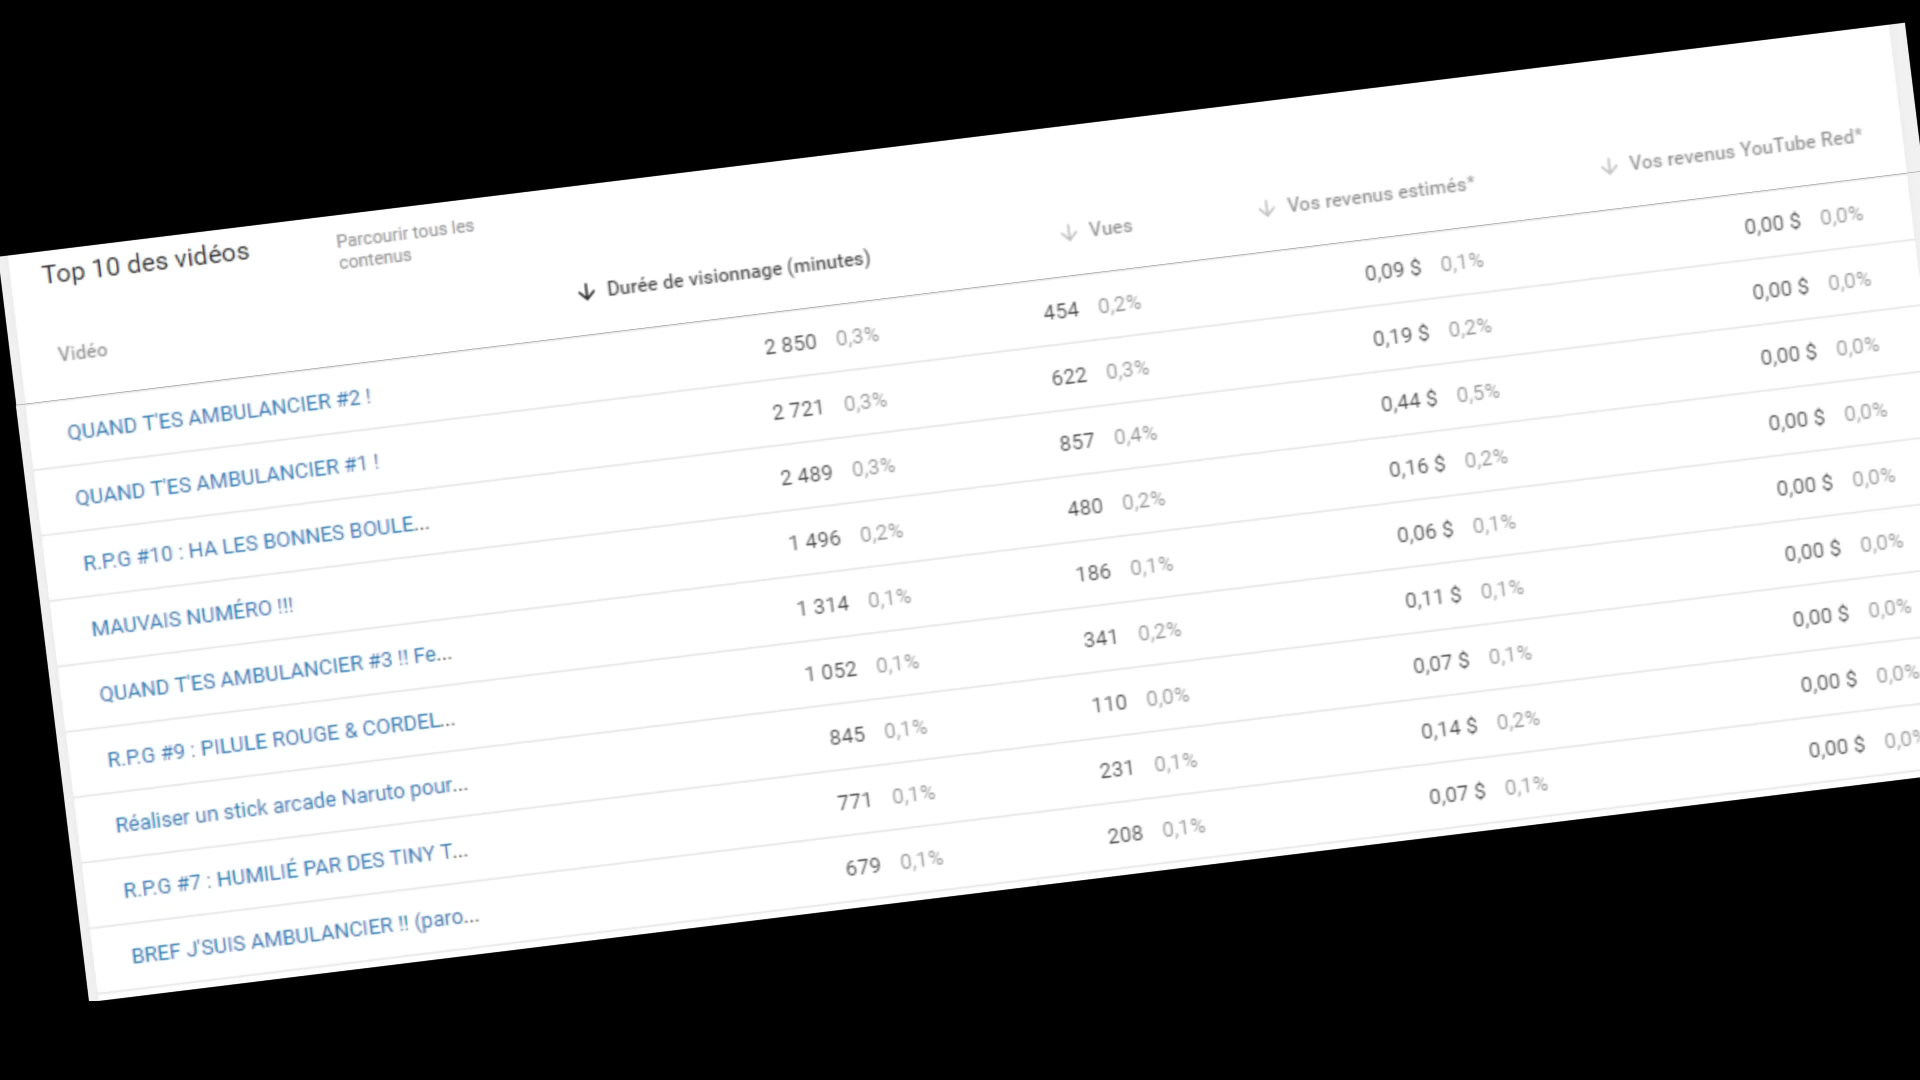 Top 10 des vidéos
Parcourir tous les
contenus
Vidéo ↓ Durée de visionnage (minutes) ↓ Vues ↓ Vos revenus estimés* ↓ Vos revenus YouTube Red*
QUAND T'ES AMBULANCIER #2 ! 2 850 0,3% 454 0,2% 0,09 $ 0,1% 0,00 $ 0,0%
QUAND T'ES AMBULANCIER #1 ! 2 721 0,3% 622 0,3% 0,19 $ 0,2% 0,00 $ 0,0%
R.P.G #10 : HA LES BONNES BOULE... 2 489 0,3% 857 0,4% 0,44 $ 0,5% 0,00 $ 0,0%
MAUVAIS NUMÉRO !!! 1 496 0,2% 480 0,2% 0,16 $ 0,2% 0,00 $ 0,0%
QUAND T'ES AMBULANCIER #3 !! Fe... 1 314 0,1% 186 0,1% 0,06 $ 0,1% 0,00 $ 0,0%
R.P.G #9 : PILULE ROUGE & CORDEL... 1 052 0,1% 341 0,2% 0,11 $ 0,1% 0,00 $ 0,0%
Réaliser un stick arcade Naruto pour... 845 0,1% 110 0,0% 0,07 $ 0,1% 0,00 $ 0,0%
R.P.G #7 : HUMILIÉ PAR DES TINY T... 771 0,1% 231 0,1% 0,14 $ 0,2% 0,00 $ 0,0%
BREF J'SUIS AMBULANCIER !! (paro... 679 0,1% 208 0,1% 0,07 $ 0,1% 0,00 $ 0,0%